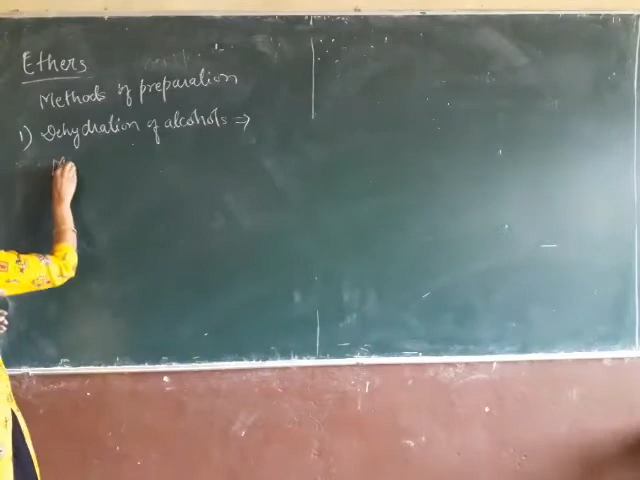 Ethers
Methods of preparation
1) Dehydration of alcohols ⇒